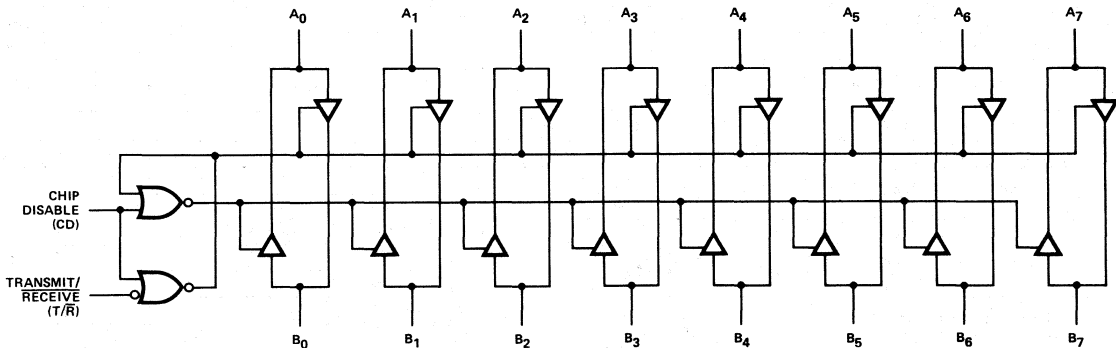 A0 A1 A2 A3 A4 A5 A6 A7
CHIP
DISABLE
(CD)
TRANSMIT/
RECEIVE
(T/R̅)
B0 B1 B2 B3 B4 B5 B6 B7